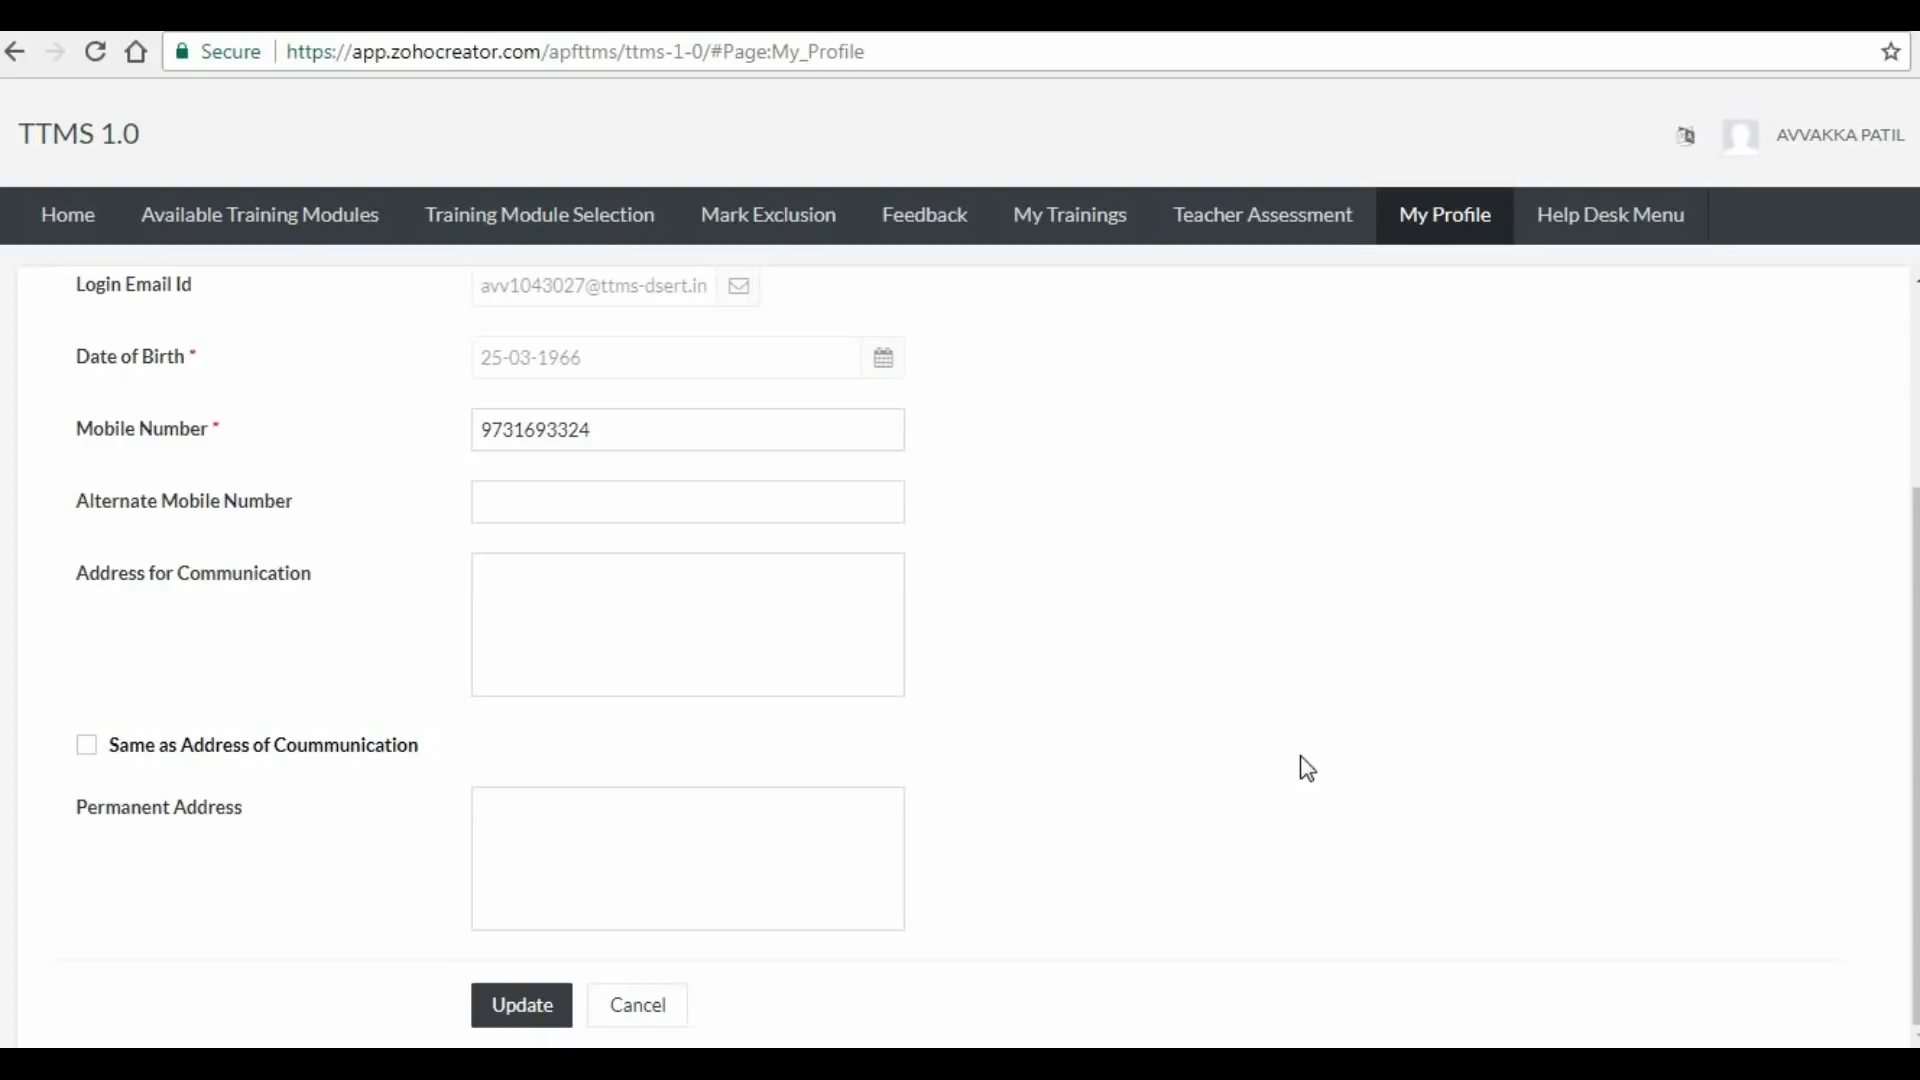 Secure https://app.zohocreator.com/apfttms/ttms-1-0/#Page:My_Profile
TTMS 1.0
AVVAKKA PATIL
Home Available Training Modules Training Module Selection Mark Exclusion Feedback My Trainings Teacher Assessment My Profile Help Desk Menu
Login Email Id avv1043027@ttms-dsert.in
Date of Birth * 25-03-1966
Mobile Number * 9731693324
Alternate Mobile Number
Address for Communication
Same as Address of Coummunication
Permanent Address
Update Cancel